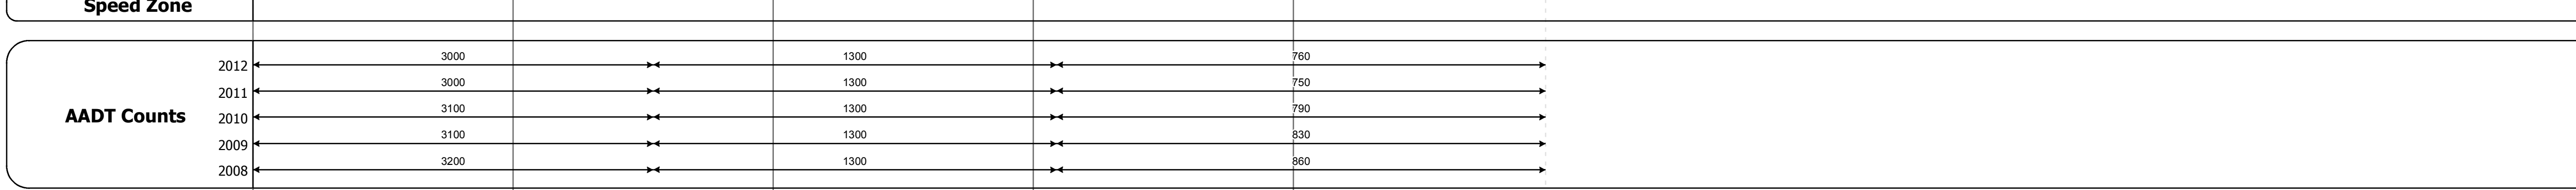 Speed Zone
2012 3000 1300 760
2011 3000 1300 750
AADT Counts
2010 3100 1300 790
2009 3100 1300 830
2008 3200 1300 860